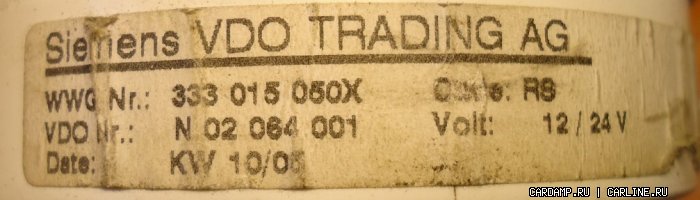 Siemens VDO TRADING AG
WWG Nr.: 333 015 050X RS
VDO Nr.: N 02 064 001 Volt: 12 / 24 V
Date: KW 10/05
CARDAMP.RU | CARLINE.RU